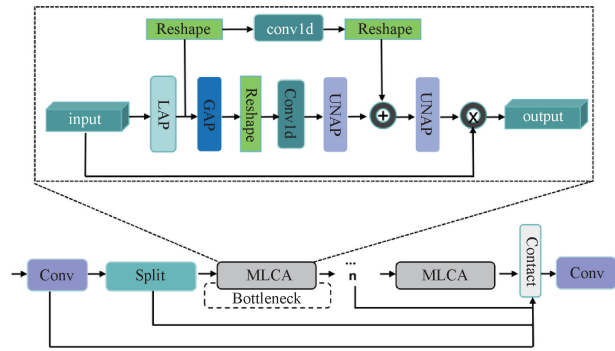 Reshape
conv1d
Reshape
input
LAP
GAP
Reshape
Conv1d
UNAP
+
UNAP
X
output
Conv
Split
MLCA
Bottleneck
...
n
MLCA
Contact
Conv